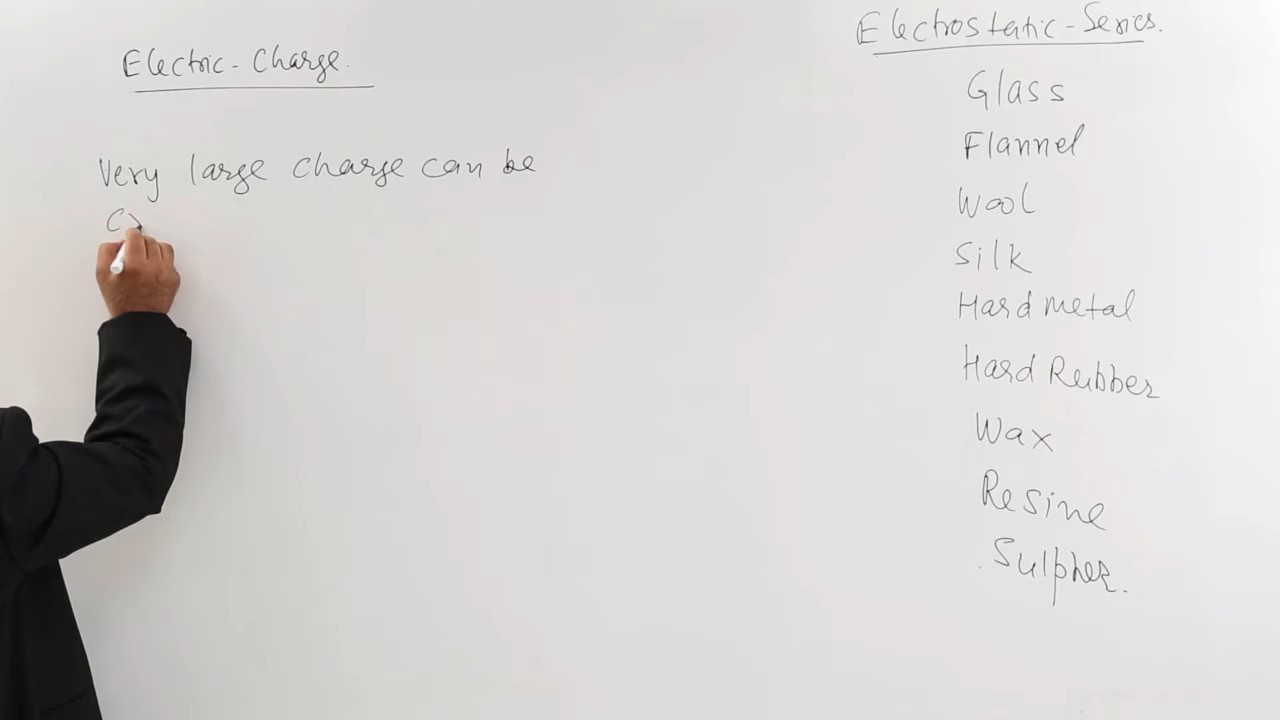 Electric - Charge.
Very large charge can be
Electrostatic - Series.
Glass
Flannel
Wool
Silk
Hard metal
Hard Rubber
Wax
Resine
Sulpher.